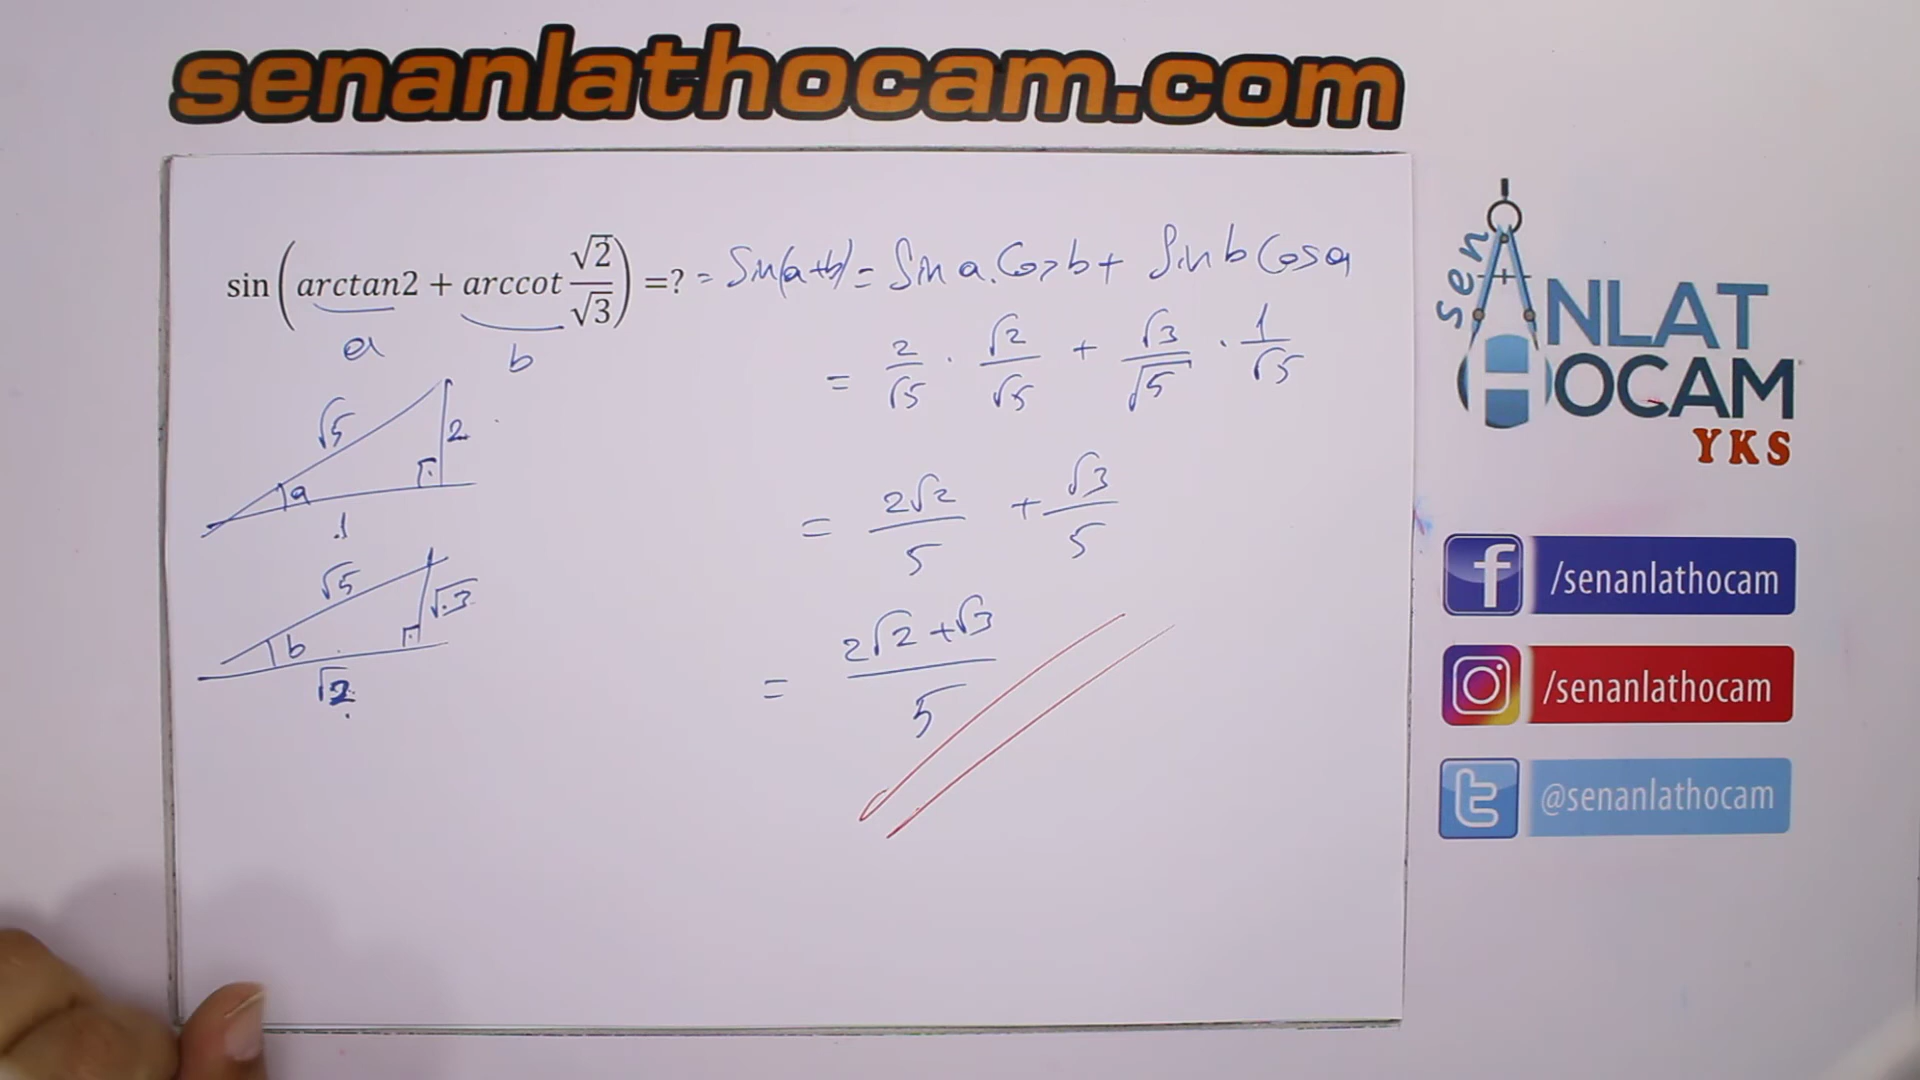 senanlathocam.com
sin(arctan2 + arccot √2/√3) =? = Sin(a+b) = Sin a. Cos b + Sin b Cos a
a b
= 2/√5 . √2/√5 + √3/√5 . 1/√5
√5 2 a 1
= 2√2/5 + √3/5
√5 √3 b √2
= 2√2+√3/5
sen
ANLAT
HOCAM
YKS
/senanlathocam
/senanlathocam
@senanlathocam